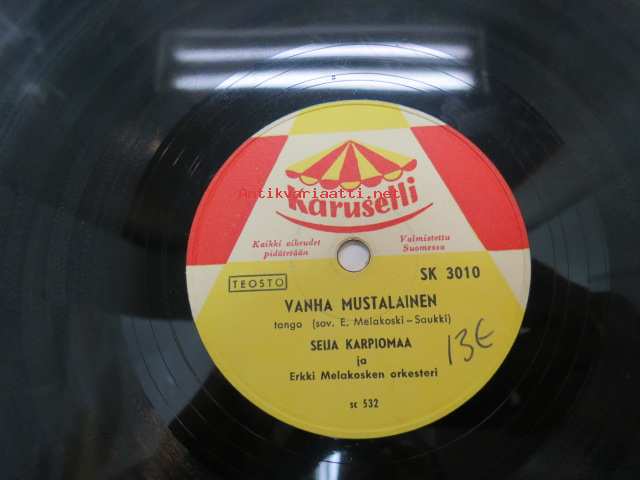 Karuselli
Antikvariaatti.net
Kaikki oikeudet
pidätetään
Valmistettu
Suomessa
TEOSTO
SK 3010
VANHA MUSTALAINEN
tango (sov. E. Melakoski – Saukki)
SEIJA KARPIOMAA
ja
Erkki Melakosken orkesteri
sc 532
13€